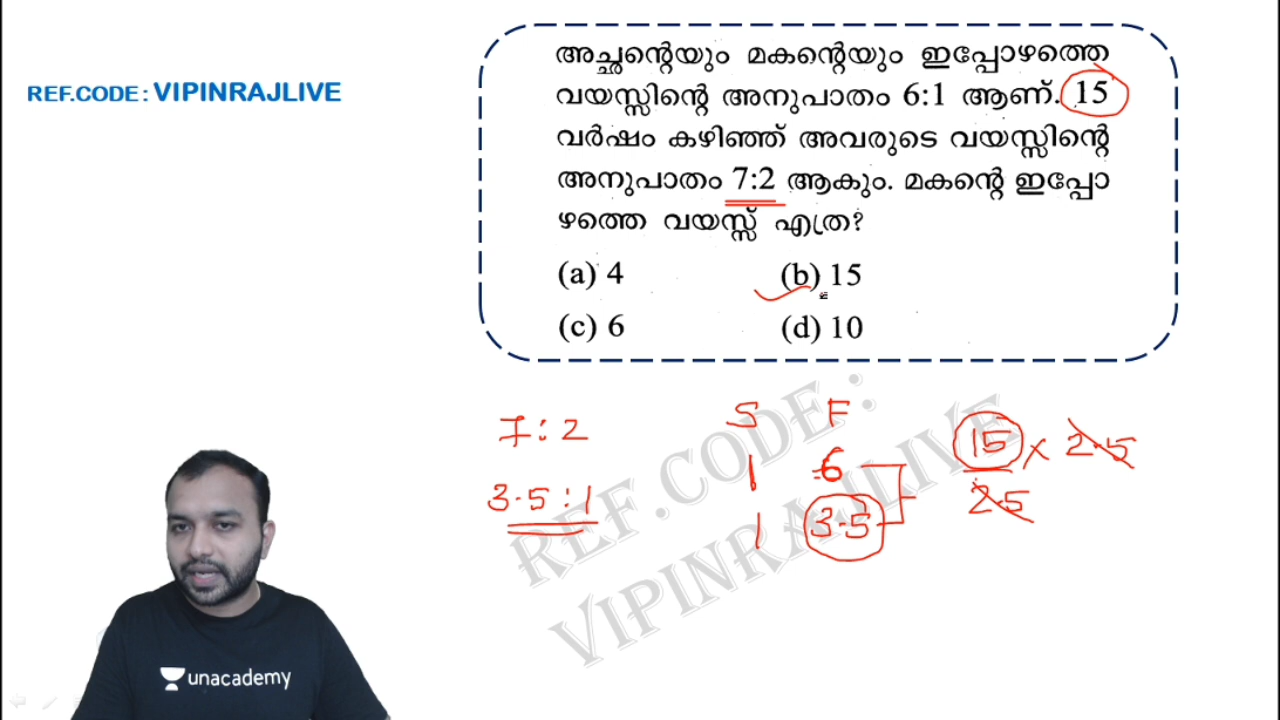 REF.CODE : VIPINRAJLIVE
അച്ഛന്റെയും മകന്റെയും ഇപ്പോഴത്തെ
വയസ്സിന്റെ അനുപാതം 6:1 ആണ്. 15
വർഷം കഴിഞ്ഞ് അവരുടെ വയസ്സിന്റെ
അനുപാതം 7:2 ആകും. മകന്റെ ഇപ്പോ
ഴത്തെ വയസ്സ് എത്ര?
(a) 4 (b) 15
(c) 6 (d) 10
7:2
3.5:1
S F
1 6
1 3.5
15 × 2.5
2.5
REF.CODE :
VIPINRAJLIVE
unacademy